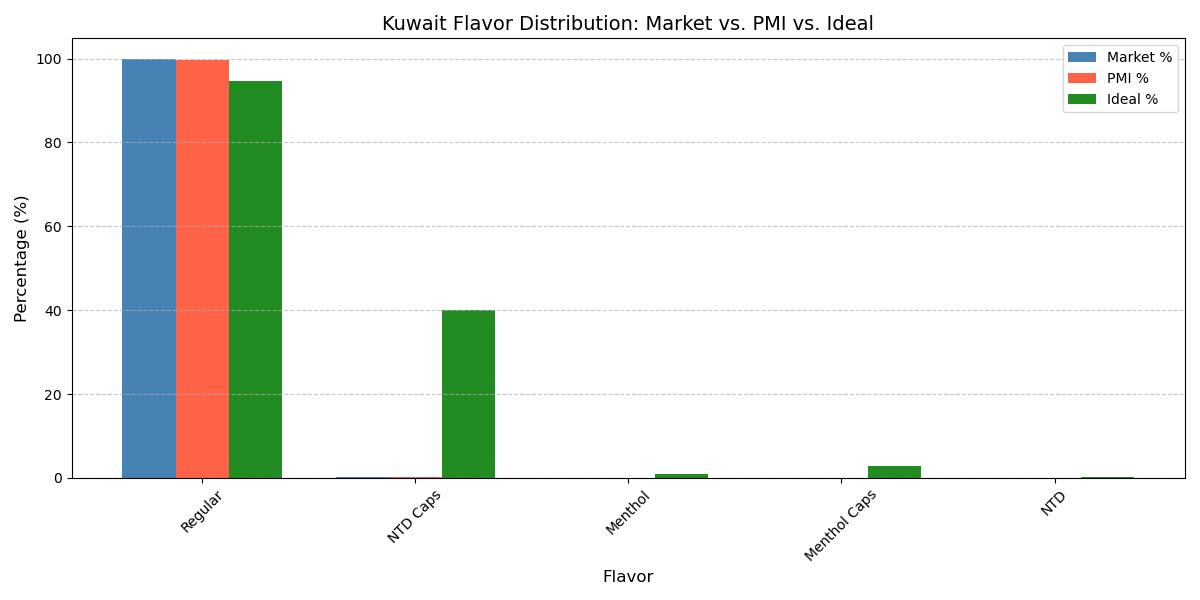 Kuwait Flavor Distribution: Market vs. PMI vs. Ideal
Market %
PMI %
Ideal %
Percentage (%)
100
80
60
40
20
0
Regular
NTD Caps
Menthol
Menthol Caps
NTD
Flavor